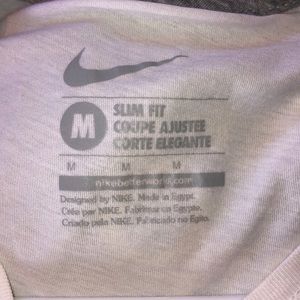 M
SLIM FIT
COUPE AJUSTEE
CORTE ELEGANTE
M M M
nikebetterworld.com
Designed by NIKE. Made in Egypt.
Créé par NIKE. Fabriqué en Egypte.
Criado pela NIKE. Fabricado no Egito.